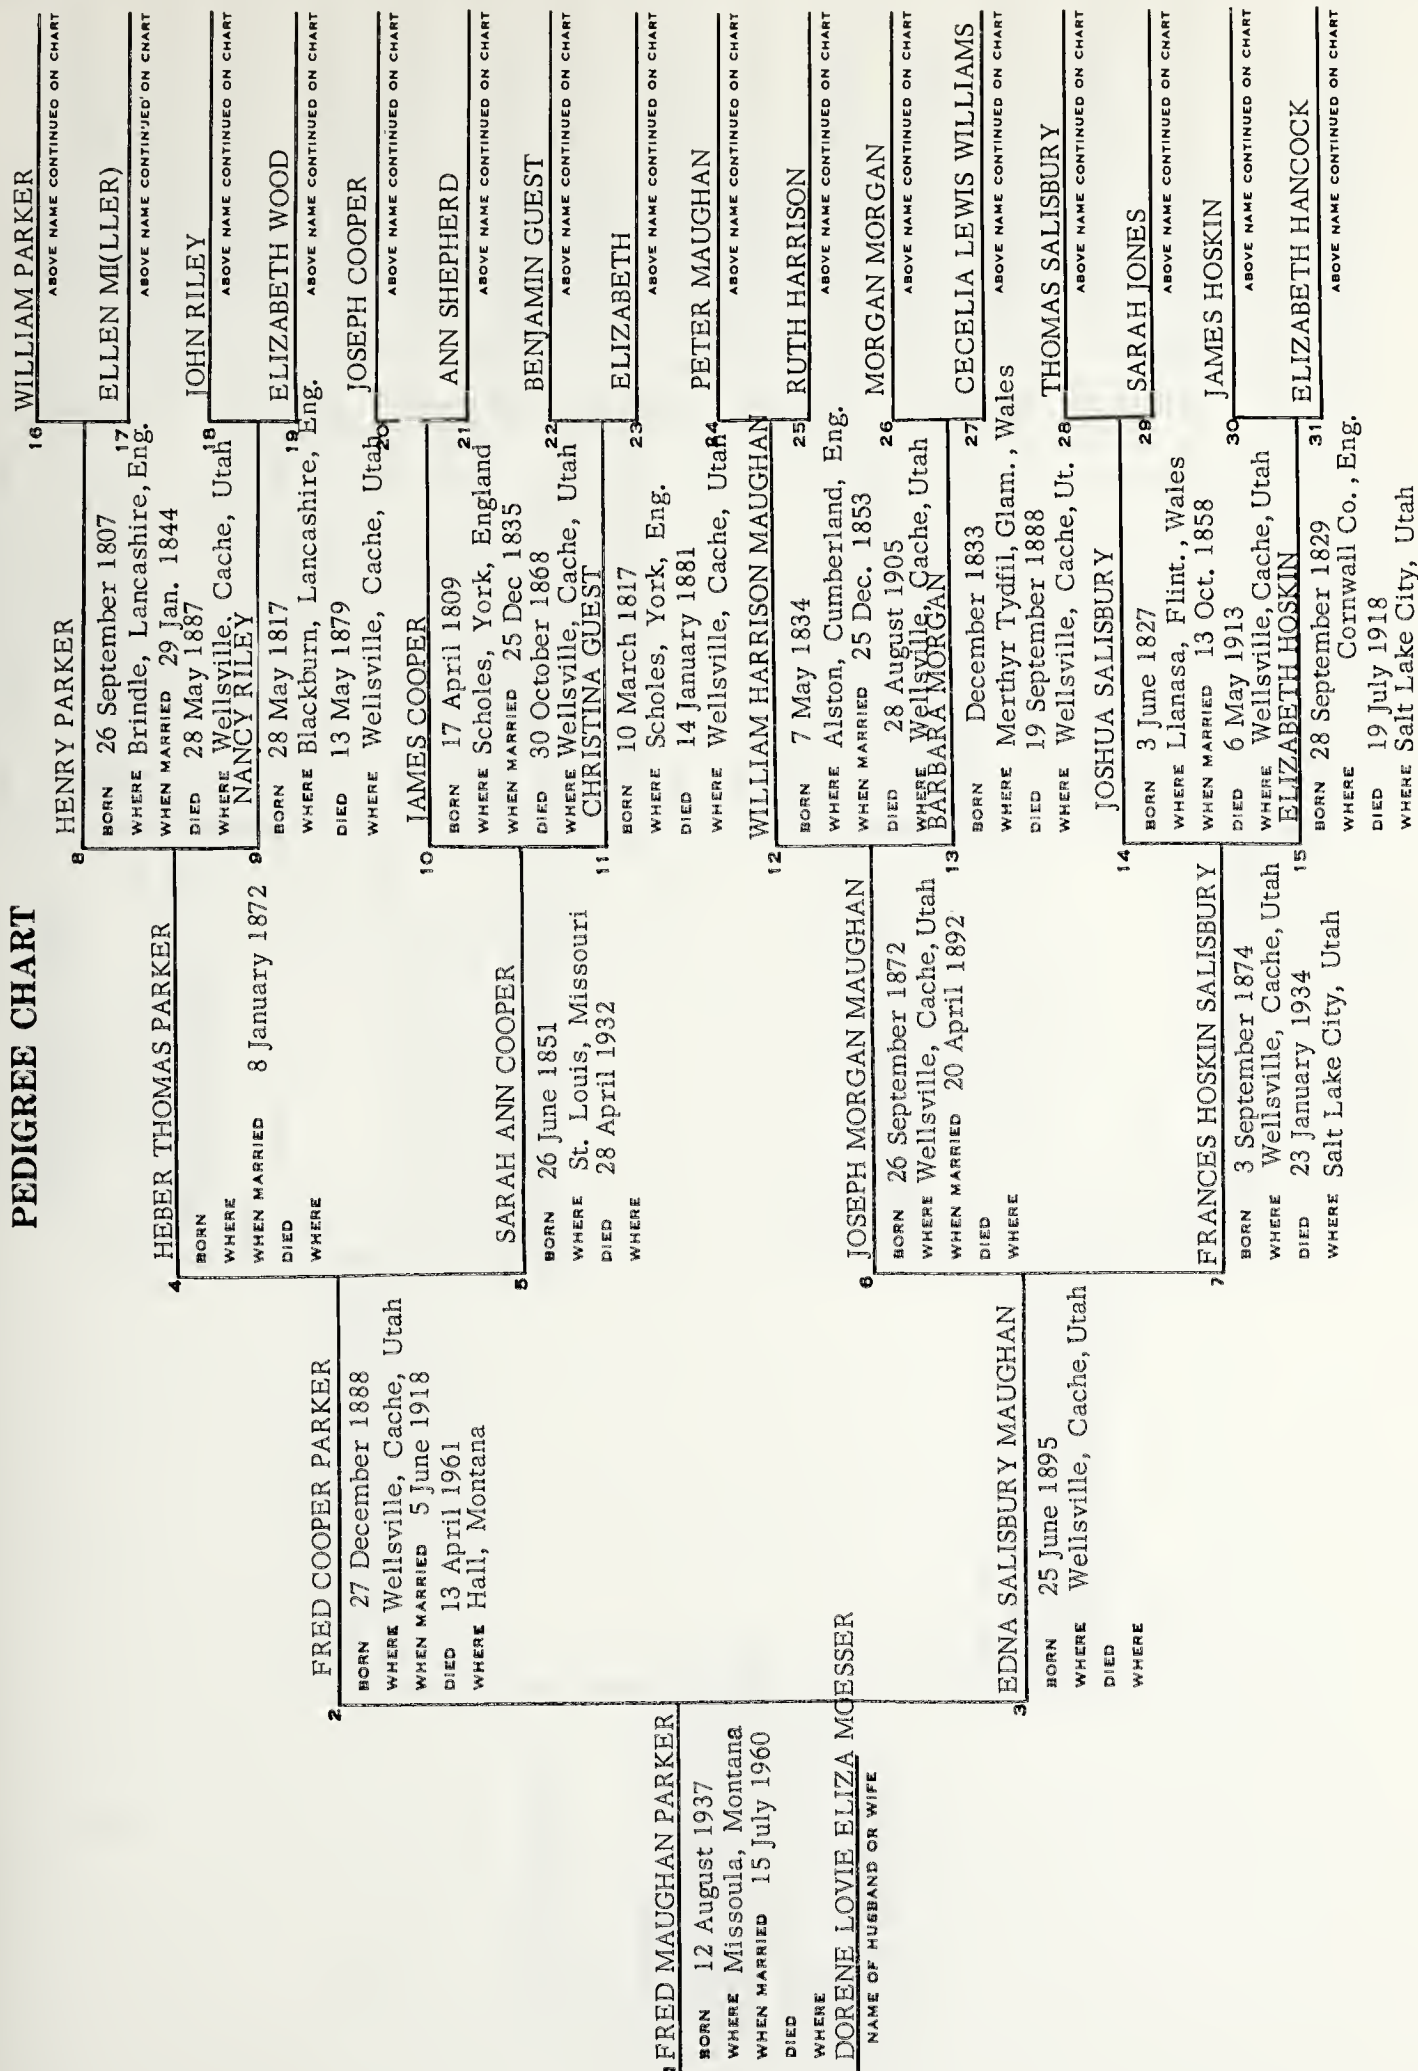 PEDIGREE CHART
FRED MAUGHAN PARKER
BORN 12 August 1937
WHERE Missoula, Montana
WHEN MARRIED 15 July 1960
DIED
WHERE
DORENE LOVIE ELIZA MOESSER
NAME OF HUSBAND OR WIFE
2
FRED COOPER PARKER
BORN 27 December 1888
WHERE Wellsville, Cache, Utah
WHEN MARRIED 5 June 1918
DIED 13 April 1961
WHERE Hall, Montana
3
EDNA SALISBURY MAUGHAN
BORN 25 June 1895
WHERE Wellsville, Cache, Utah
DIED
WHERE
4
HEBER THOMAS PARKER
BORN
WHERE
WHEN MARRIED 8 January 1872
DIED
WHERE
5
SARAH ANN COOPER
BORN 26 June 1851
WHERE St. Louis, Missouri
DIED 28 April 1932
WHERE
6
JOSEPH MORGAN MAUGHAN
BORN 26 September 1872
WHERE Wellsville, Cache, Utah
WHEN MARRIED 20 April 1892
DIED
WHERE
7
FRANCES HOSKIN SALISBURY
BORN 3 September 1874
WHERE Wellsville, Cache, Utah
DIED 23 January 1934
WHERE Salt Lake City, Utah
8
HENRY PARKER
BORN 26 September 1807
WHERE Brindle, Lancashire, Eng.
WHEN MARRIED 29 Jan. 1844
DIED 28 May 1887
WHERE Wellsville, Cache, Utah
9
NANCY RILEY
BORN 28 May 1817
WHERE Blackburn, Lancashire, Eng.
DIED 13 May 1879
WHERE Wellsville, Cache, Utah
10
JAMES COOPER
BORN 17 April 1809
WHERE Scholes, York, England
WHEN MARRIED 25 Dec 1835
DIED 30 October 1868
WHERE Wellsville, Cache, Utah
11
CHRISTINA GUEST
BORN 10 March 1817
WHERE Scholes, York, Eng.
DIED 14 January 1881
WHERE Wellsville, Cache, Utah
12
WILLIAM HARRISON MAUGHAN
BORN 7 May 1834
WHERE Alston, Cumberland, Eng.
WHEN MARRIED 25 Dec. 1853
DIED 28 August 1905
WHERE Wellsville, Cache, Utah
13
BARBARA MORGAN
BORN December 1833
WHERE Merthyr Tydfil, Glam., Wales
DIED 19 September 1888
WHERE Wellsville, Cache, Ut.
14
JOSHUA SALISBURY
BORN 3 June 1827
WHERE Llanasa, Flint., Wales
WHEN MARRIED 13 Oct. 1858
DIED 6 May 1913
WHERE Wellsville, Cache, Utah
15
ELIZABETH HOSKIN
BORN 28 September 1829
WHERE Cornwall Co., Eng.
DIED 19 July 1918
WHERE Salt Lake City, Utah
16
WILLIAM PARKER
ABOVE NAME CONTINUED ON CHART
17
ELLEN MI(LLER)
ABOVE NAME CONTINUED ON CHART
18
JOHN RILEY
ABOVE NAME CONTINUED ON CHART
19
ELIZABETH WOOD
ABOVE NAME CONTINUED ON CHART
20
JOSEPH COOPER
ABOVE NAME CONTINUED ON CHART
21
ANN SHEPHERD
ABOVE NAME CONTINUED ON CHART
22
BENJAMIN GUEST
ABOVE NAME CONTINUED ON CHART
23
ELIZABETH
ABOVE NAME CONTINUED ON CHART
24
PETER MAUGHAN
ABOVE NAME CONTINUED ON CHART
25
RUTH HARRISON
ABOVE NAME CONTINUED ON CHART
26
MORGAN MORGAN
ABOVE NAME CONTINUED ON CHART
27
CECELIA LEWIS WILLIAMS
ABOVE NAME CONTINUED ON CHART
28
THOMAS SALISBURY
ABOVE NAME CONTINUED ON CHART
29
SARAH JONES
ABOVE NAME CONTINUED ON CHART
30
JAMES HOSKIN
ABOVE NAME CONTINUED ON CHART
31
ELIZABETH HANCOCK
ABOVE NAME CONTINUED ON CHART